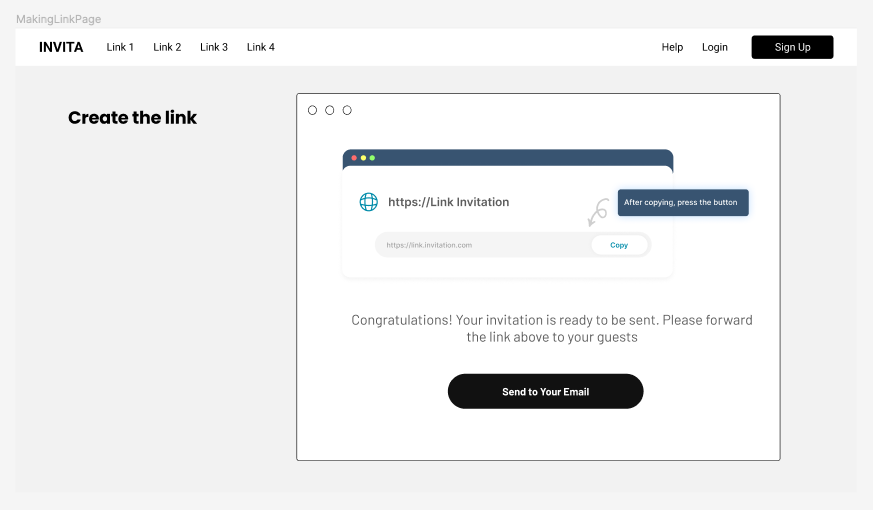 MakingLinkPage
INVITA Link 1 Link 2 Link 3 Link 4 Help Login Sign Up
Create the link
https://Link Invitation
After copying, press the button
https://link.invitation.com Copy
Congratulations! Your invitation is ready to be sent. Please forward
the link above to your guests
Send to Your Email